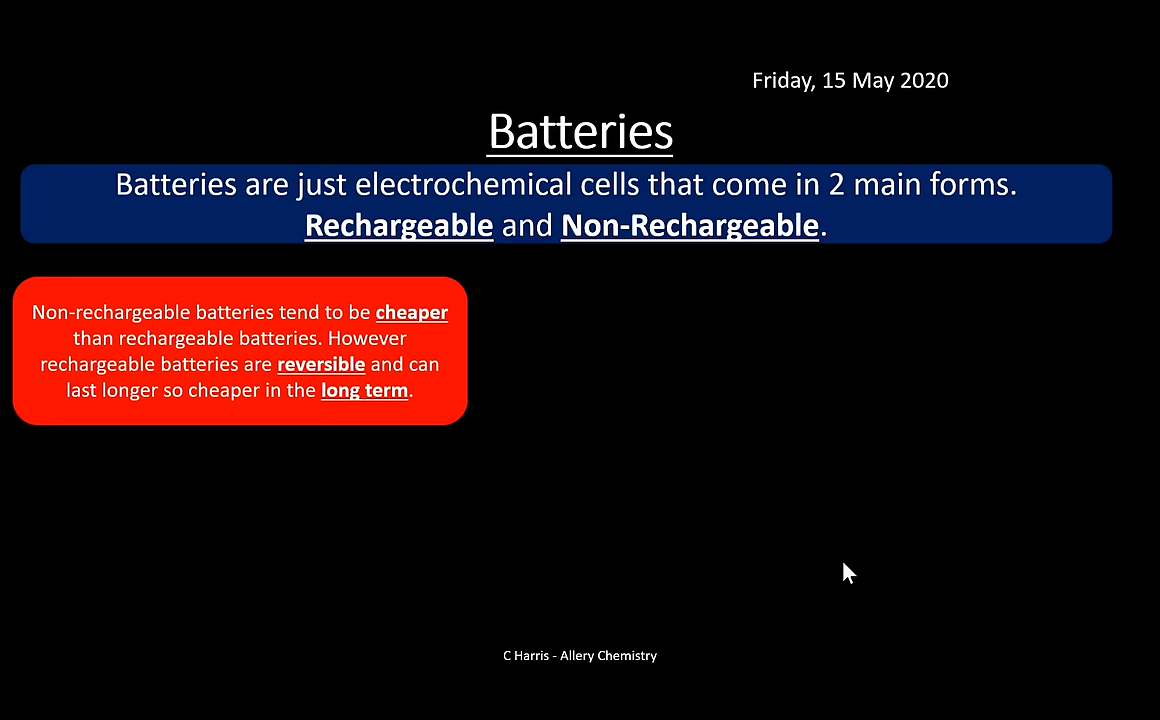 Friday, 15 May 2020
Batteries
Batteries are just electrochemical cells that come in 2 main forms.
Rechargeable and Non-Rechargeable.
Non-rechargeable batteries tend to be cheaper
than rechargeable batteries. However
rechargeable batteries are reversible and can
last longer so cheaper in the long term.
C Harris - Allery Chemistry